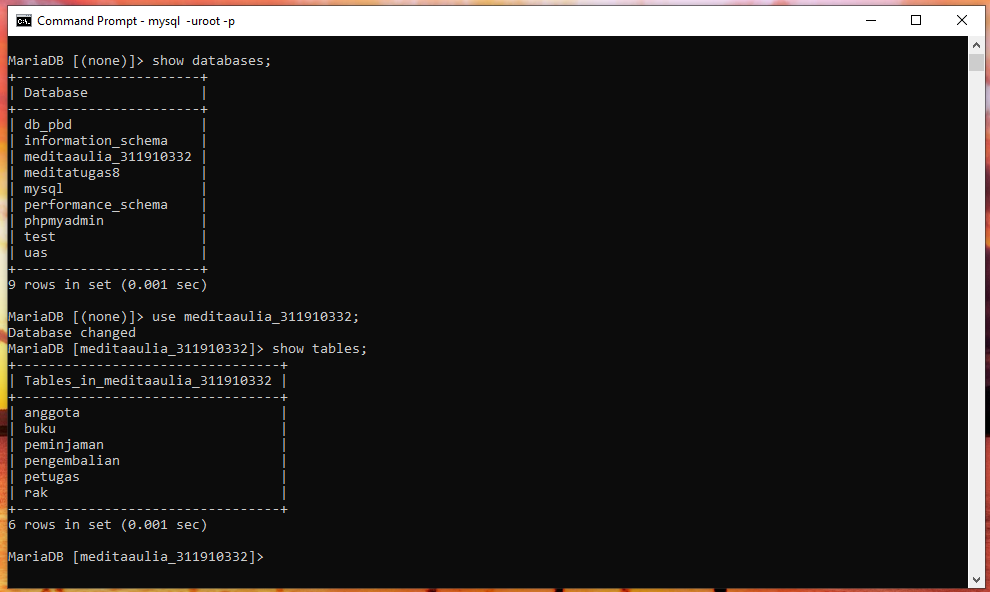 Command Prompt - mysql -uroot -p
MariaDB [(none)]> show databases;
+-----------------------+
| Database              |
+-----------------------+
| db_pbd                |
| information_schema    |
| meditaaulia_311910332 |
| meditatugas8          |
| mysql                 |
| performance_schema    |
| phpmyadmin            |
| test                  |
| uas                   |
+-----------------------+
9 rows in set (0.001 sec)
MariaDB [(none)]> use meditaaulia_311910332;
Database changed
MariaDB [meditaaulia_311910332]> show tables;
+---------------------------------+
| Tables_in_meditaaulia_311910332 |
+---------------------------------+
| anggota                         |
| buku                            |
| peminjaman                      |
| pengembalian                    |
| petugas                         |
| rak                             |
+---------------------------------+
6 rows in set (0.001 sec)
MariaDB [meditaaulia_311910332]>